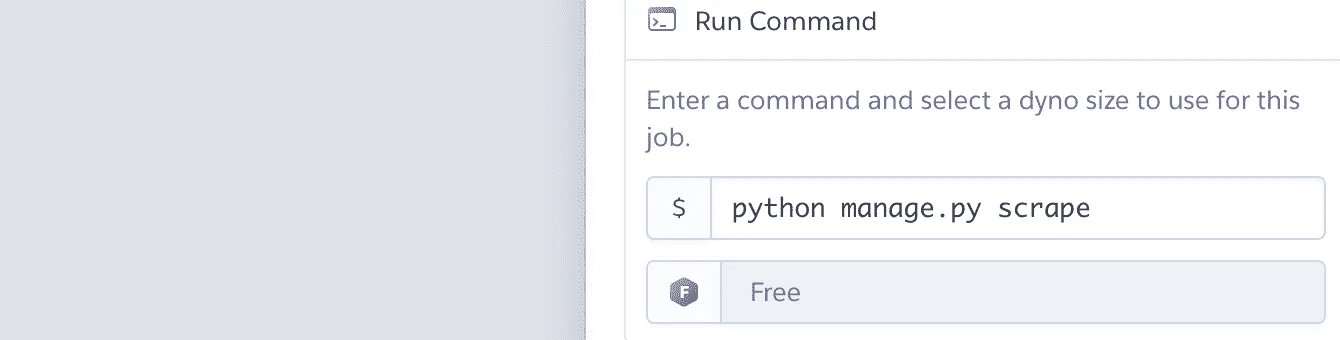 Run Command
Enter a command and select a dyno size to use for this
job.
$ python manage.py scrape
F Free